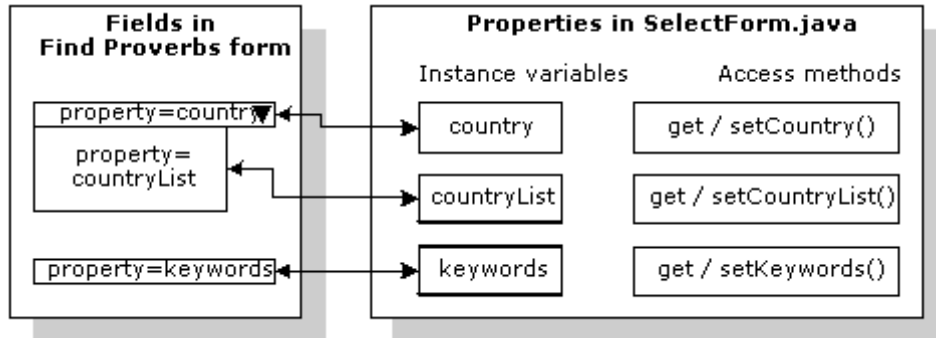 Fields in
Find Proverbs form
property=country
property=
countryList
property=keywords
Properties in SelectForm.java
Instance variables
Access methods
country
get / setCountry()
countryList
get / setCountryList()
keywords
get / setKeywords()